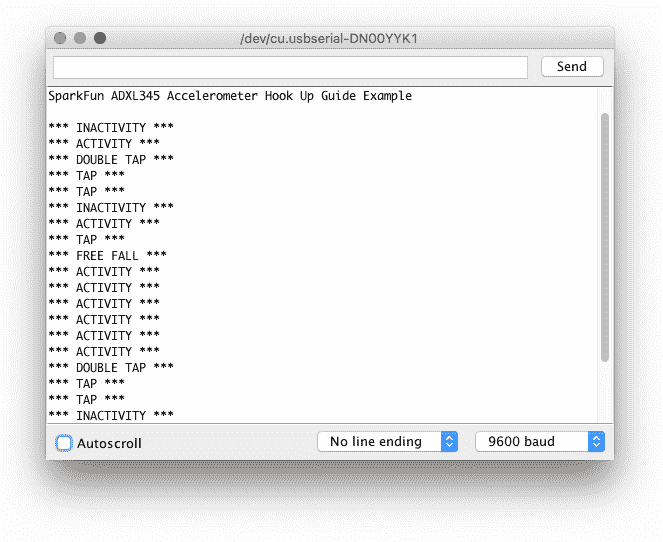 /dev/cu.usbserial-DN00YYK1
Send
SparkFun ADXL345 Accelerometer Hook Up Guide Example
*** INACTIVITY ***
*** ACTIVITY ***
*** DOUBLE TAP ***
*** TAP ***
*** TAP ***
*** INACTIVITY ***
*** ACTIVITY ***
*** TAP ***
*** FREE FALL ***
*** ACTIVITY ***
*** ACTIVITY ***
*** ACTIVITY ***
*** ACTIVITY ***
*** ACTIVITY ***
*** ACTIVITY ***
*** DOUBLE TAP ***
*** TAP ***
*** TAP ***
*** INACTIVITY ***
Autoscroll
No line ending
9600 baud